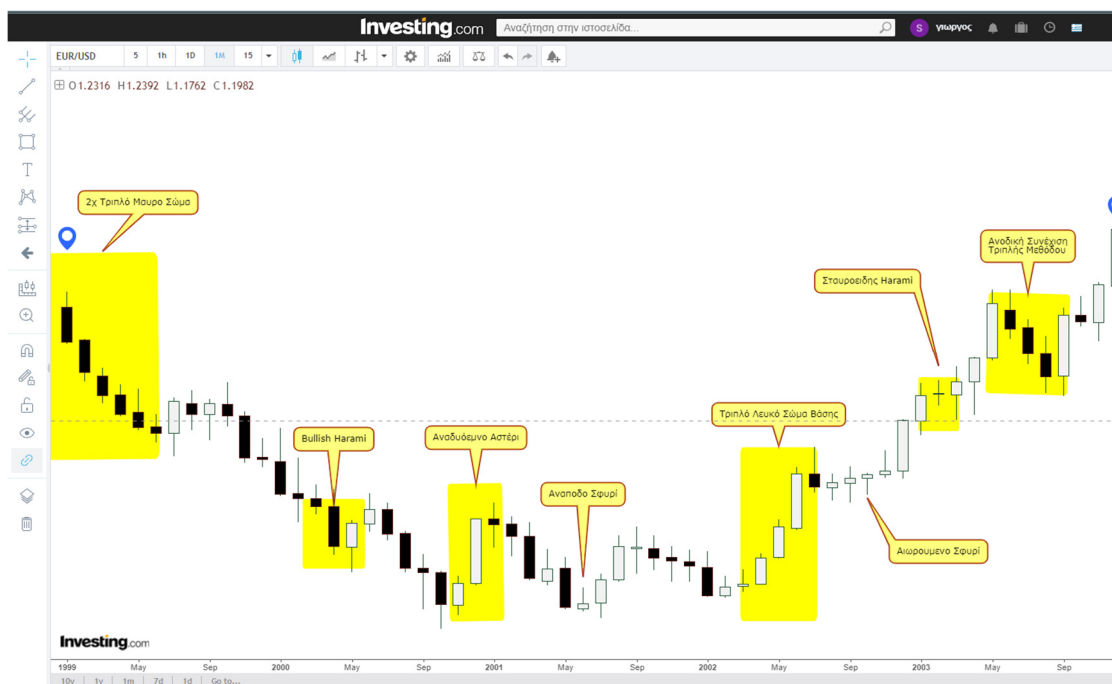 Investing.com
Αναζήτηση στην ιστοσελίδα...
S γιωργος
EUR/USD 5 1h 1D 1M 15
O1.2316 H1.2392 L1.1762 C1.1982
2χ Τριπλό Μαυρο Σώμα
Ανοδική Συνέχιση
Τριπλής Μεθόδου
Σταυροειδης Harami
Τριπλό Λευκό Σώμα Βάσης
Bullish Harami
Αναδυόεμνο Αστέρι
Αναποδο Σφυρί
Αιωρουμενο Σφυρί
Investing.com
1999 May Sep 2000 May Sep 2001 May Sep 2002 May Sep 2003 May Sep
10y 1y 1m 7d 1d Go to...